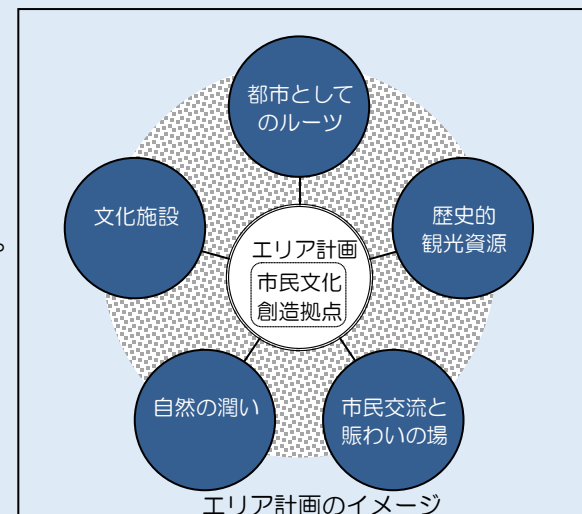 都市として
のルーツ
文化施設
歴史的
観光資源
エリア計画
市民文化
創造拠点
自然の潤い
市民交流と
賑わいの場
エリア計画のイメージ
。